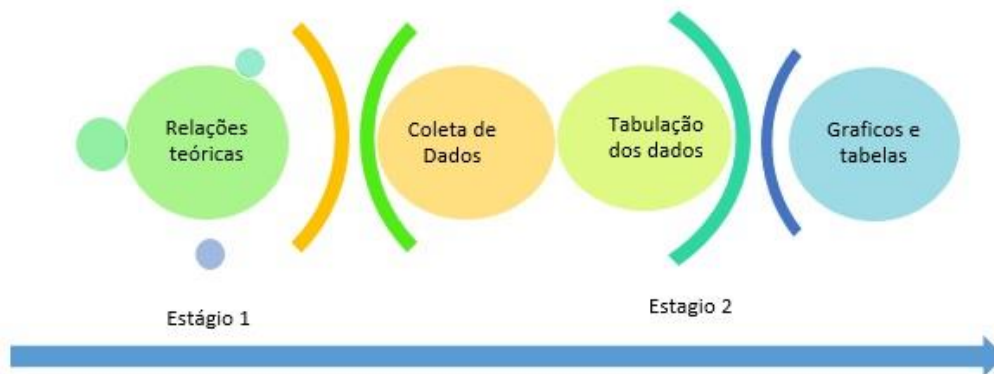 Relações
teóricas
Coleta de
Dados
Tabulação
dos dados
Graficos e
tabelas
Estágio 1
Estagio 2